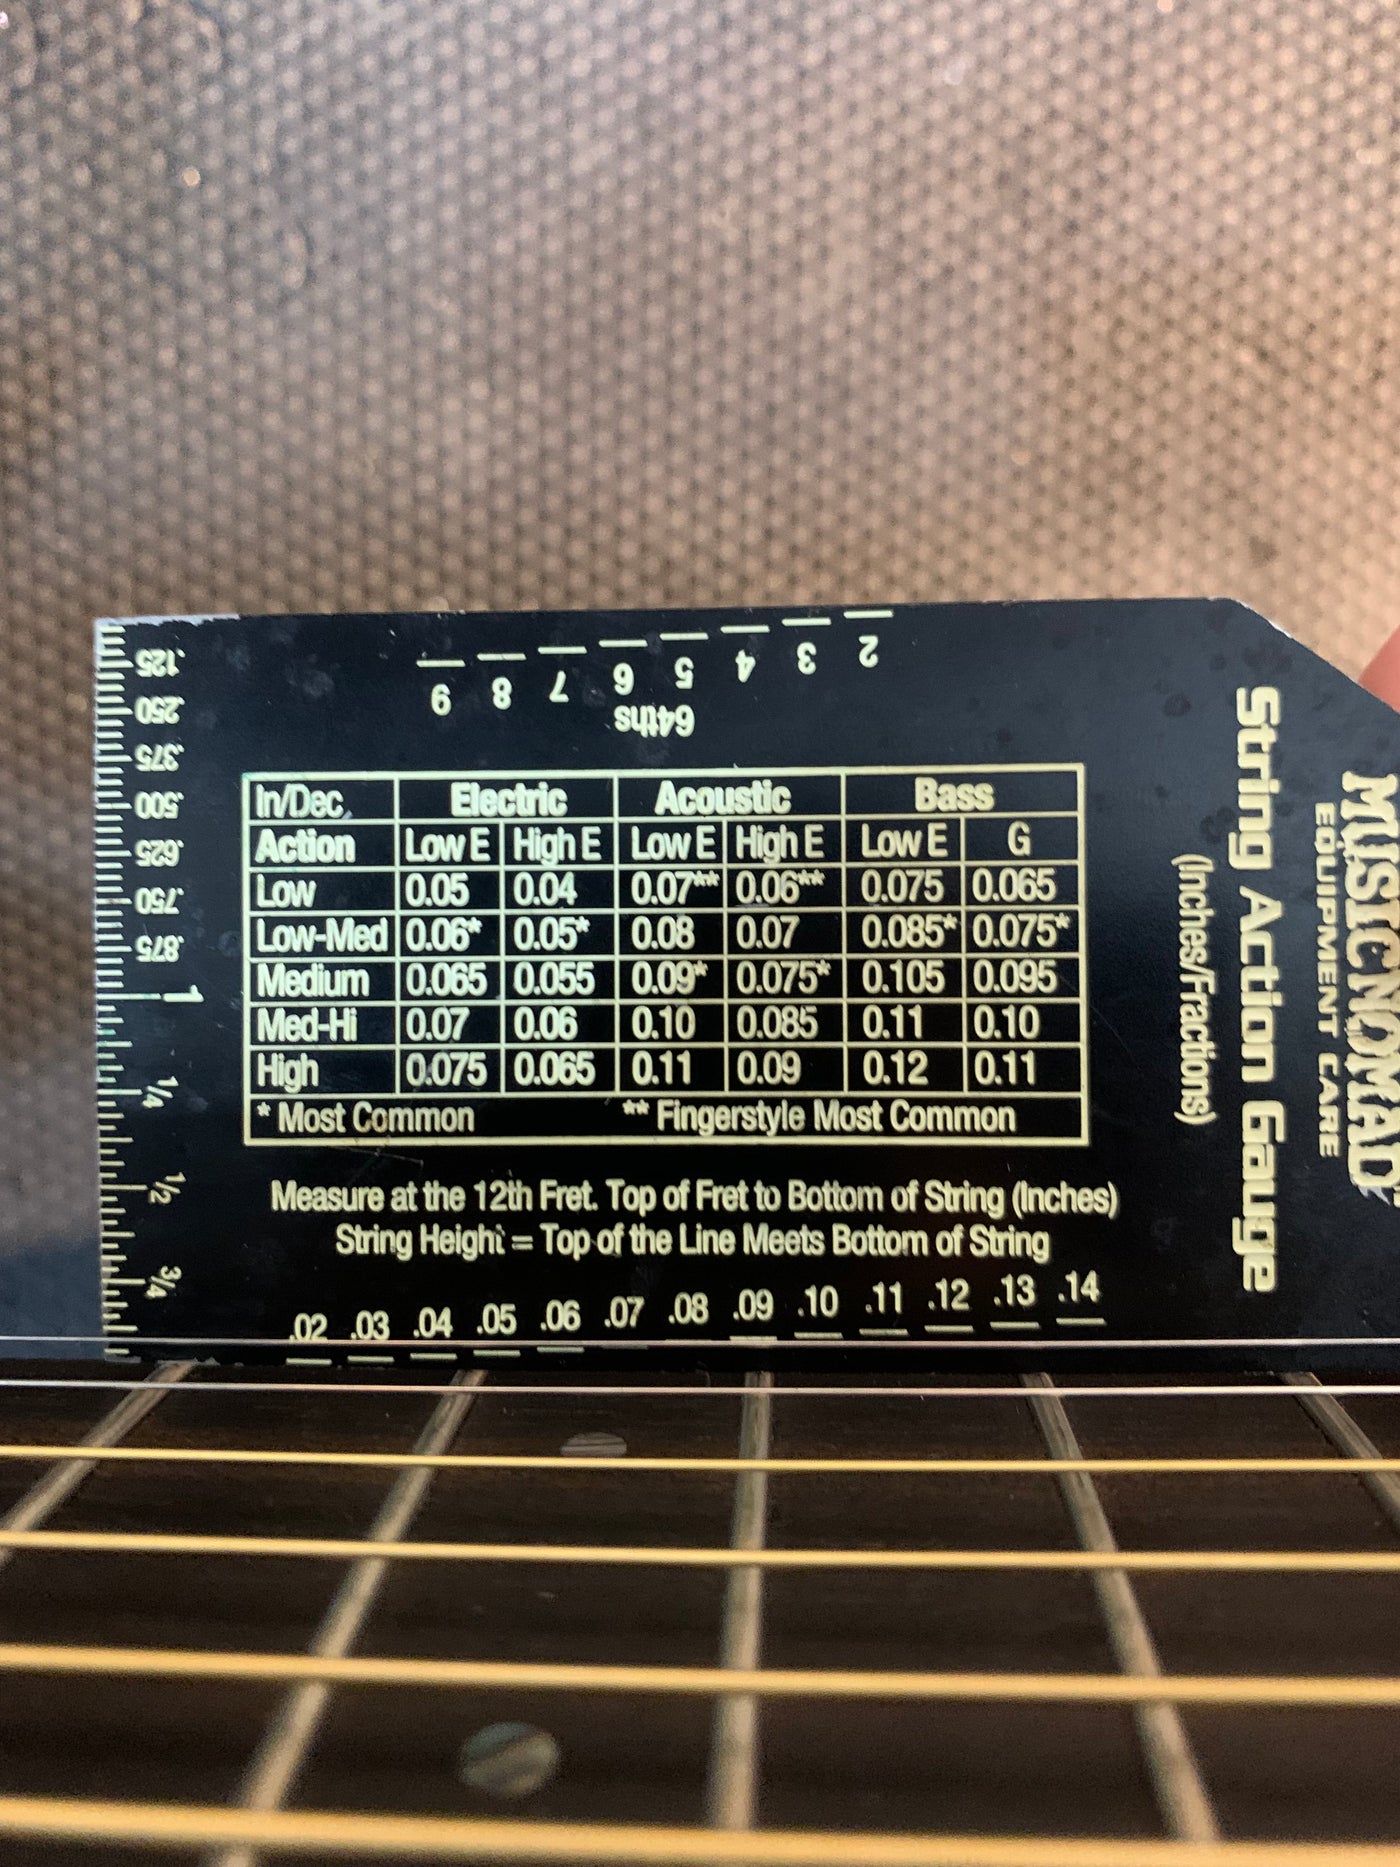 2 3 4 5 6 7 8 9
64ths
.125
.250
.375
.500
.625
.750
.875
1
1/4
1/2
3/4
In/Dec. Electric Acoustic Bass
Action Low E High E Low E High E Low E G
Low 0.05 0.04 0.07** 0.06** 0.075 0.065
Low-Med 0.06* 0.05* 0.08 0.07 0.085* 0.075*
Medium 0.065 0.055 0.09* 0.075* 0.105 0.095
Med-Hi 0.07 0.06 0.10 0.085 0.11 0.10
High 0.075 0.065 0.11 0.09 0.12 0.11
* Most Common ** Fingerstyle Most Common
Measure at the 12th Fret. Top of Fret to Bottom of String (Inches)
String Height = Top of the Line Meets Bottom of String
.02 .03 .04 .05 .06 .07 .08 .09 .10 .11 .12 .13 .14
String Action Gauge
(Inches/Fractions)
MUSICNOMAD
EQUIPMENT CARE